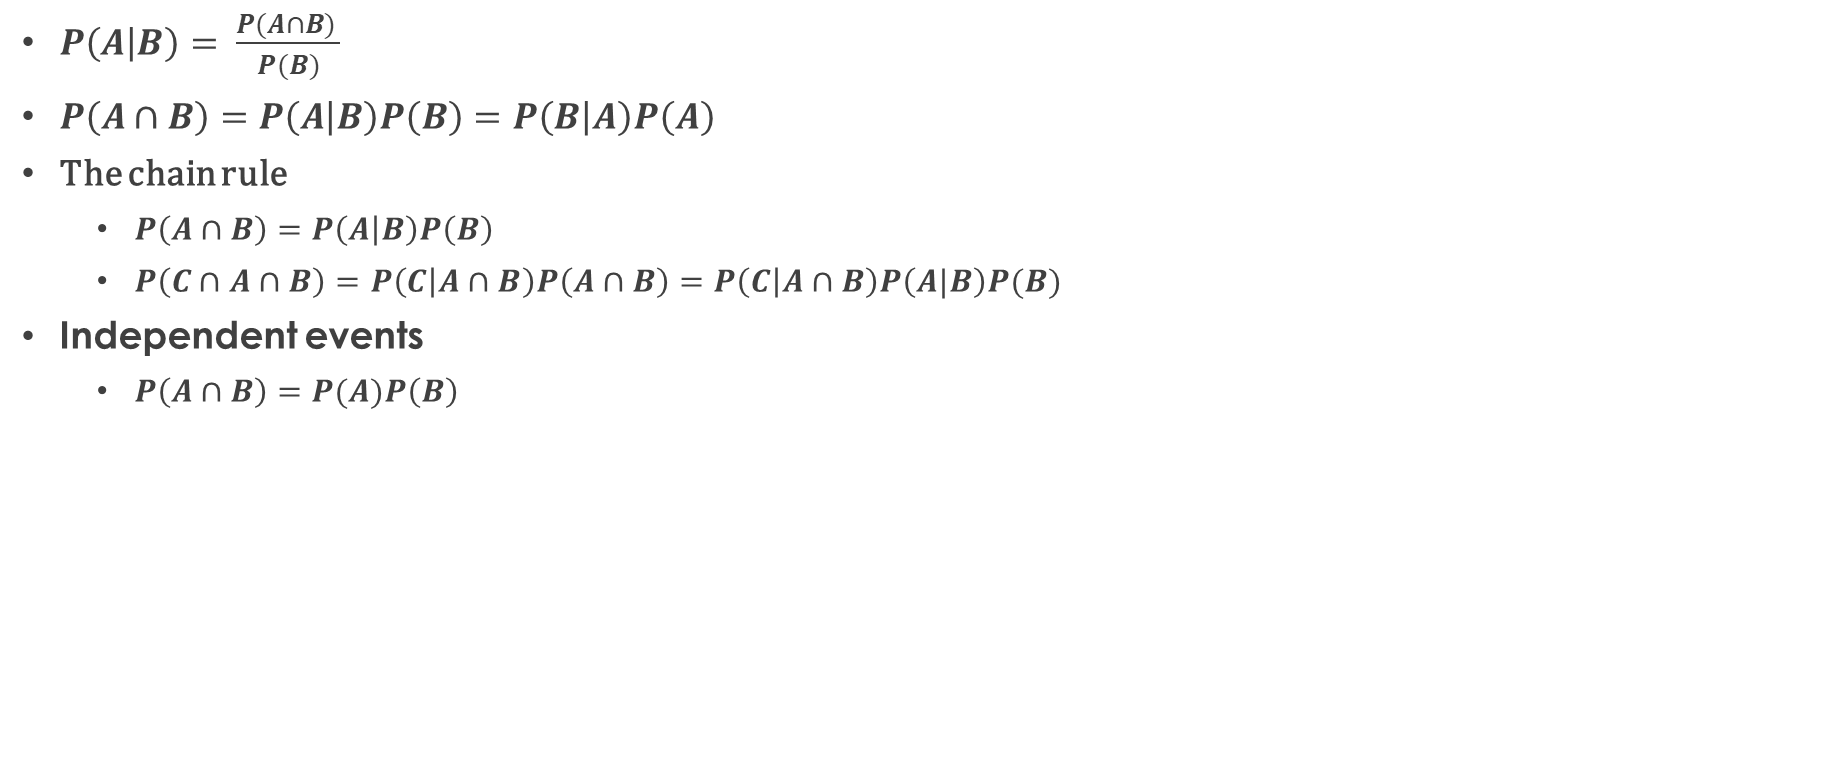 • P(A|B) = P(A∩B)/P(B)
• P(A ∩ B) = P(A|B)P(B) = P(B|A)P(A)
• The chain rule
• P(A ∩ B) = P(A|B)P(B)
• P(C ∩ A ∩ B) = P(C|A ∩ B)P(A ∩ B) = P(C|A ∩ B)P(A|B)P(B)
• Independent events
• P(A ∩ B) = P(A)P(B)